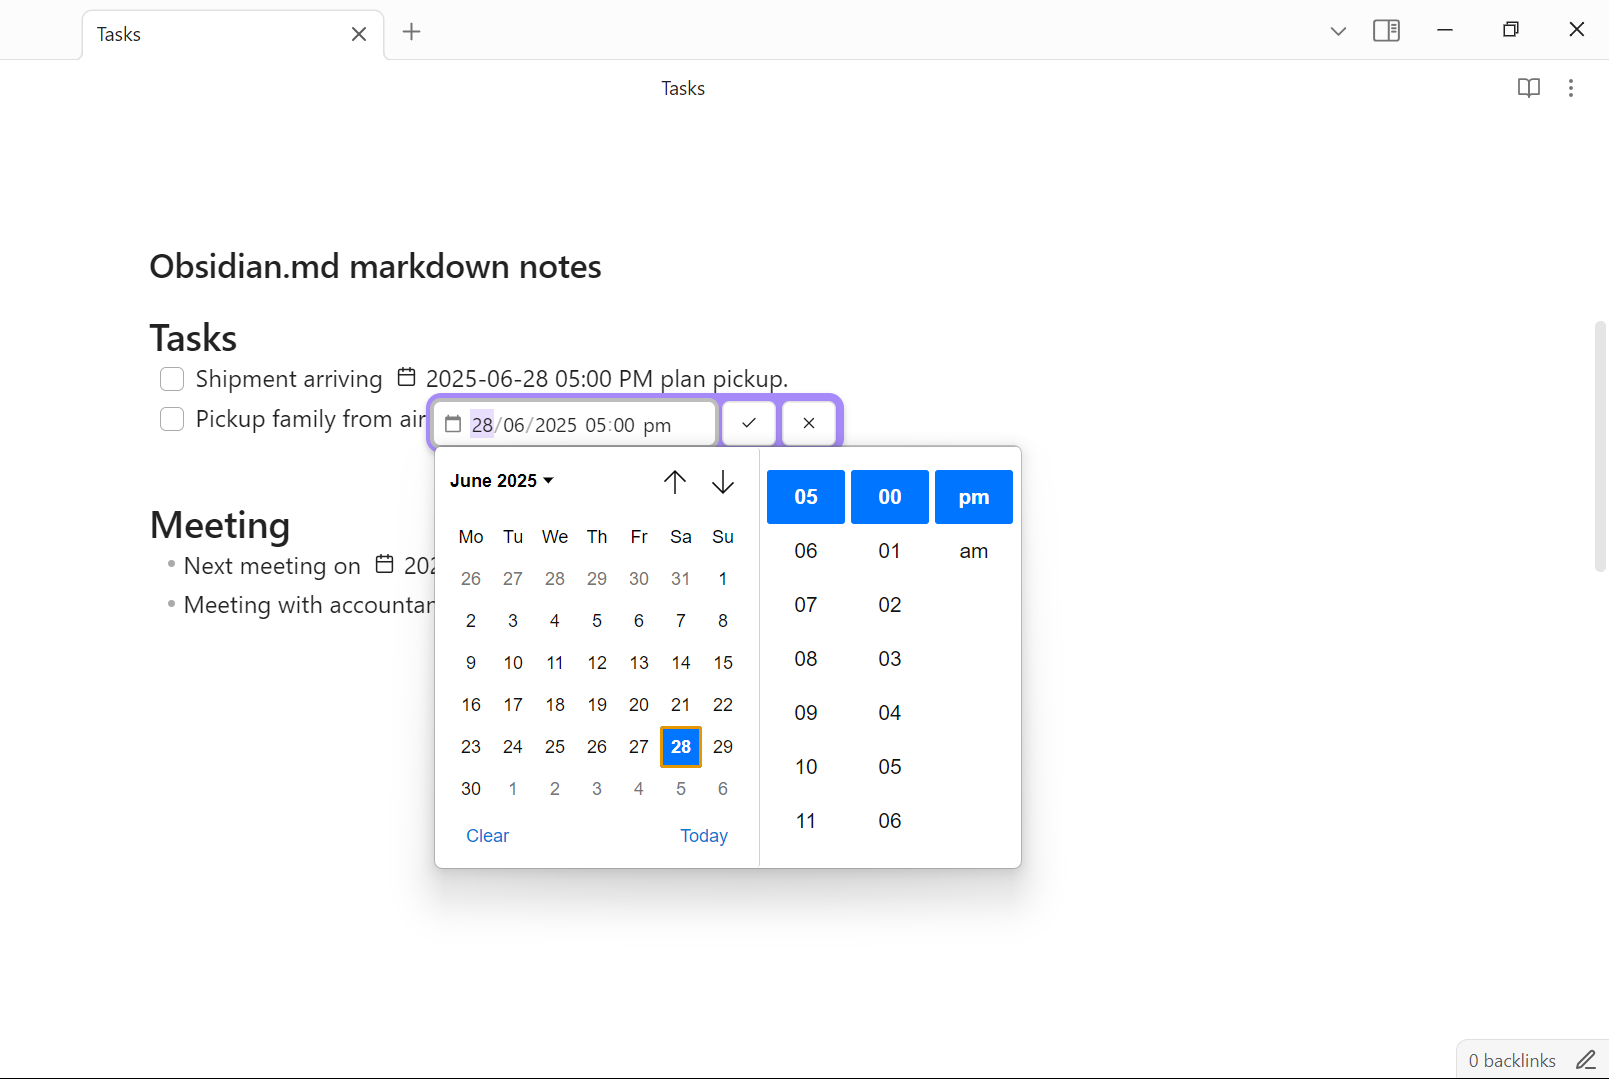 Tasks
Tasks
Obsidian.md markdown notes
Tasks
Shipment arriving 2025-06-28 05:00 PM plan pickup.
Pickup family from air
28/06/2025 05:00 pm
June 2025
Mo Tu We Th Fr Sa Su
26 27 28 29 30 31 1
2 3 4 5 6 7 8
9 10 11 12 13 14 15
16 17 18 19 20 21 22
23 24 25 26 27 28 29
30 1 2 3 4 5 6
Clear Today
05 00 pm
06 01 am
07 02
08 03
09 04
10 05
11 06
Meeting
Next meeting on 202
Meeting with accountan
0 backlinks